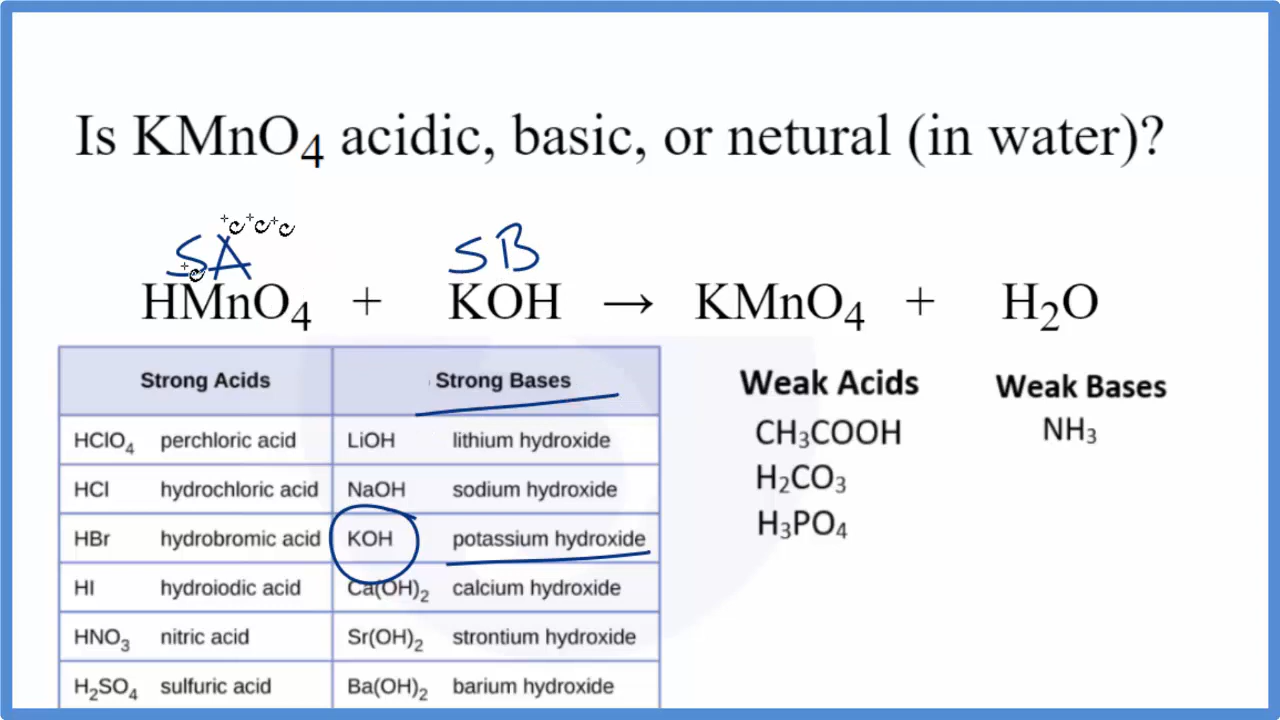 Is KMnO₄ acidic, basic, or netural (in water)?
SA SB
HMnO₄ + KOH → KMnO₄ + H₂O
Strong Acids Strong Bases
HClO₄ perchloric acid LiOH lithium hydroxide
HCl hydrochloric acid NaOH sodium hydroxide
HBr hydrobromic acid KOH potassium hydroxide
HI hydroiodic acid Ca(OH)₂ calcium hydroxide
HNO₃ nitric acid Sr(OH)₂ strontium hydroxide
H₂SO₄ sulfuric acid Ba(OH)₂ barium hydroxide
Weak Acids Weak Bases
CH₃COOH NH₃
H₂CO₃
H₃PO₄